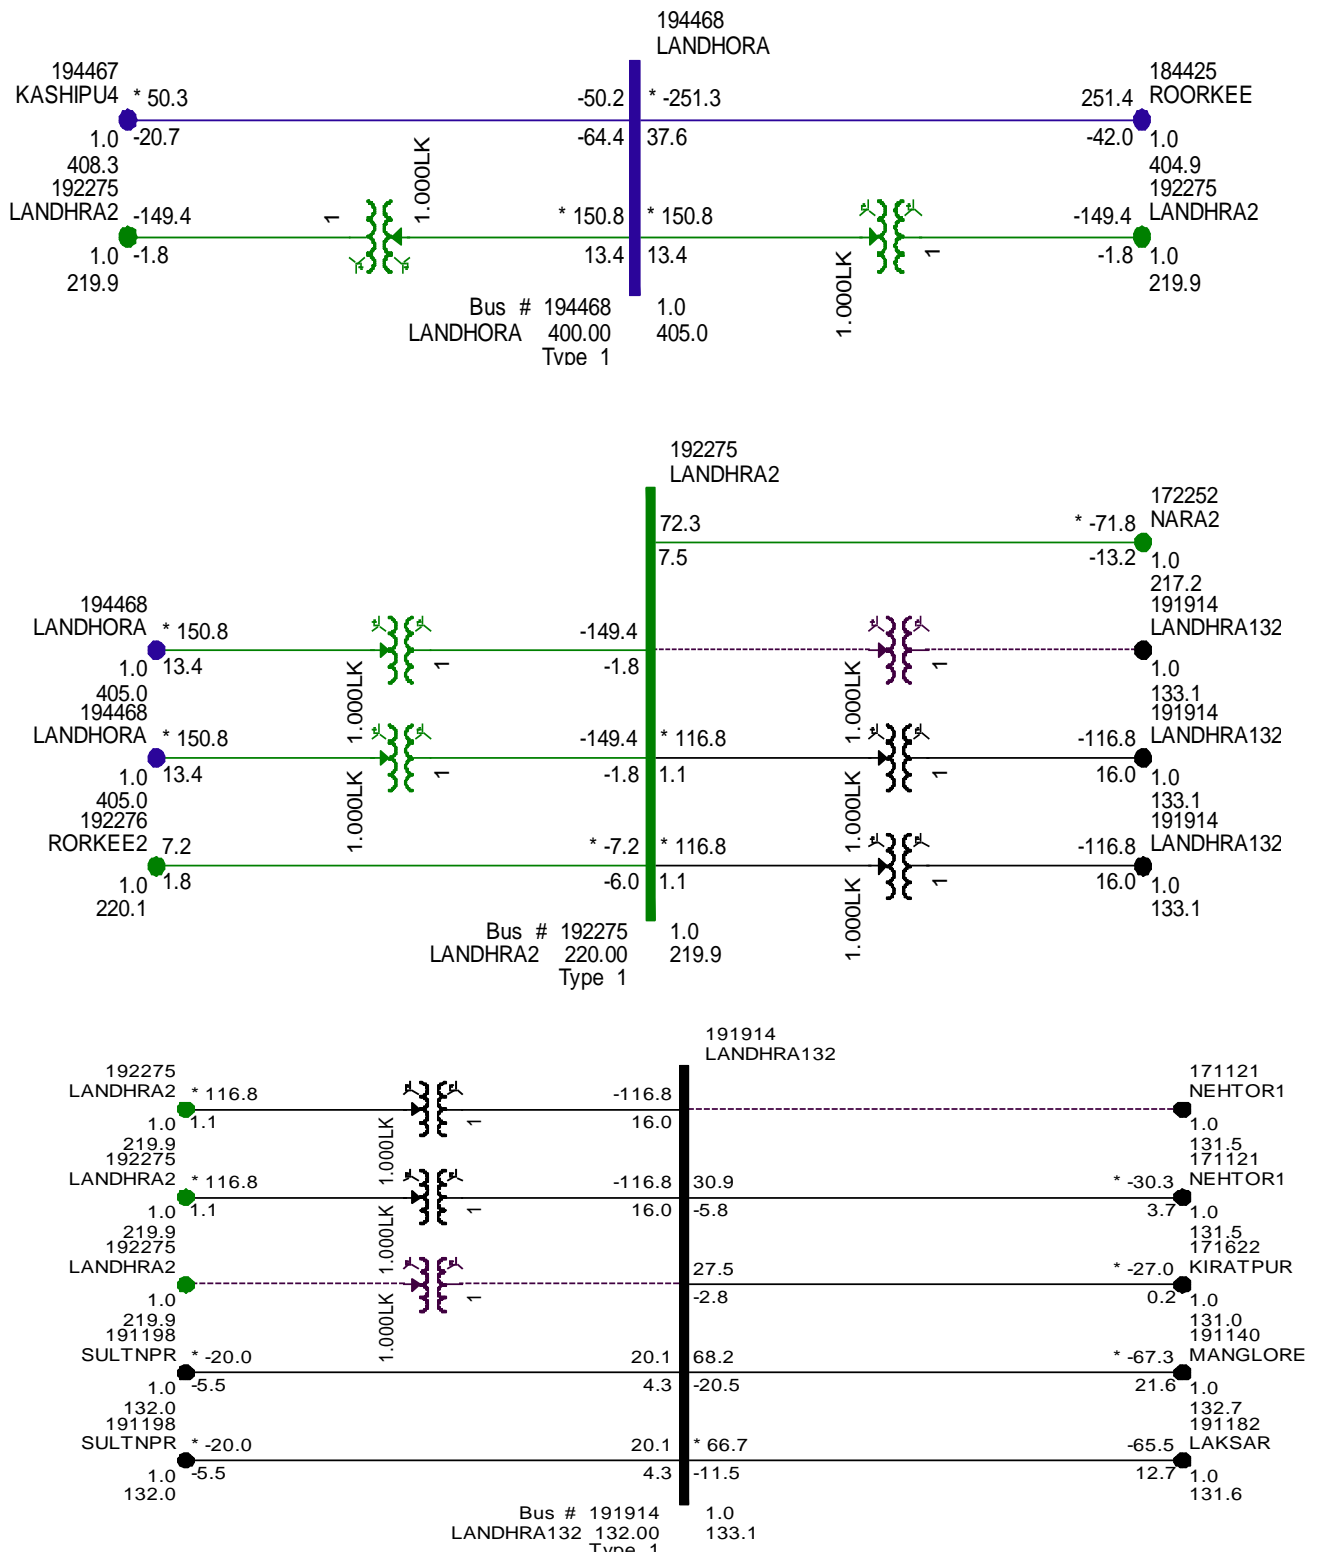 194468
LANDHORA
194467
KASHIPU4 * 50.3 -50.2 * -251.3 251.4 184425 ROORKEE
1.0 -20.7 -64.4 37.6 -42.0 1.0
408.3 404.9
1.000LK
192275 192275
LANDHRA2 -149.4 1 * 150.8 * 150.8 -149.4 LANDHRA2
1.0 -1.8 13.4 13.4 1 -1.8 1.0
219.9 219.9
1.000LK
Bus # 194468 1.0
LANDHORA 400.00 405.0
Type 1
192275
LANDHRA2
72.3 * -71.8 172252 NARA2
7.5 -13.2 1.0
217.2
194468 191914
LANDHORA * 150.8 -149.4 LANDHRA132
1.0 13.4 1 -1.8 1 1.0
405.0 1.000LK 1.000LK 133.1
194468 191914
LANDHORA * 150.8 -149.4 * 116.8 -116.8 LANDHRA132
1.0 13.4 1 -1.8 1.1 1 16.0 1.0
405.0 1.000LK 1.000LK 133.1
192276 191914
RORKEE2 7.2 * -7.2 * 116.8 -116.8 LANDHRA132
1.0 1.8 -6.0 1.1 1 16.0 1.0
220.1 1.000LK 133.1
Bus # 192275 1.0
LANDHRA2 220.00 219.9
Type 1
191914
LANDHRA132
192275 171121
LANDHRA2 * 116.8 -116.8 NEHTOR1
1.0 1.1 1 16.0 1.0
219.9 1.000LK 131.5
192275 171121
LANDHRA2 * 116.8 -116.8 30.9 * -30.3 NEHTOR1
1.0 1.1 1 16.0 -5.8 3.7 1.0
219.9 1.000LK 131.5
192275 171622
LANDHRA2 27.5 * -27.0 KIRATPUR
1.0 1 -2.8 0.2 1.0
219.9 1.000LK 131.0
191198 191140
SULTNPR * -20.0 20.1 68.2 * -67.3 MANGLORE
1.0 -5.5 4.3 -20.5 21.6 1.0
132.0 132.7
191198 191182
SULTNPR * -20.0 20.1 * 66.7 -65.5 LAKSAR
1.0 -5.5 4.3 -11.5 12.7 1.0
132.0 131.6
Bus # 191914 1.0
LANDHRA132 132.00 133.1
Type 1